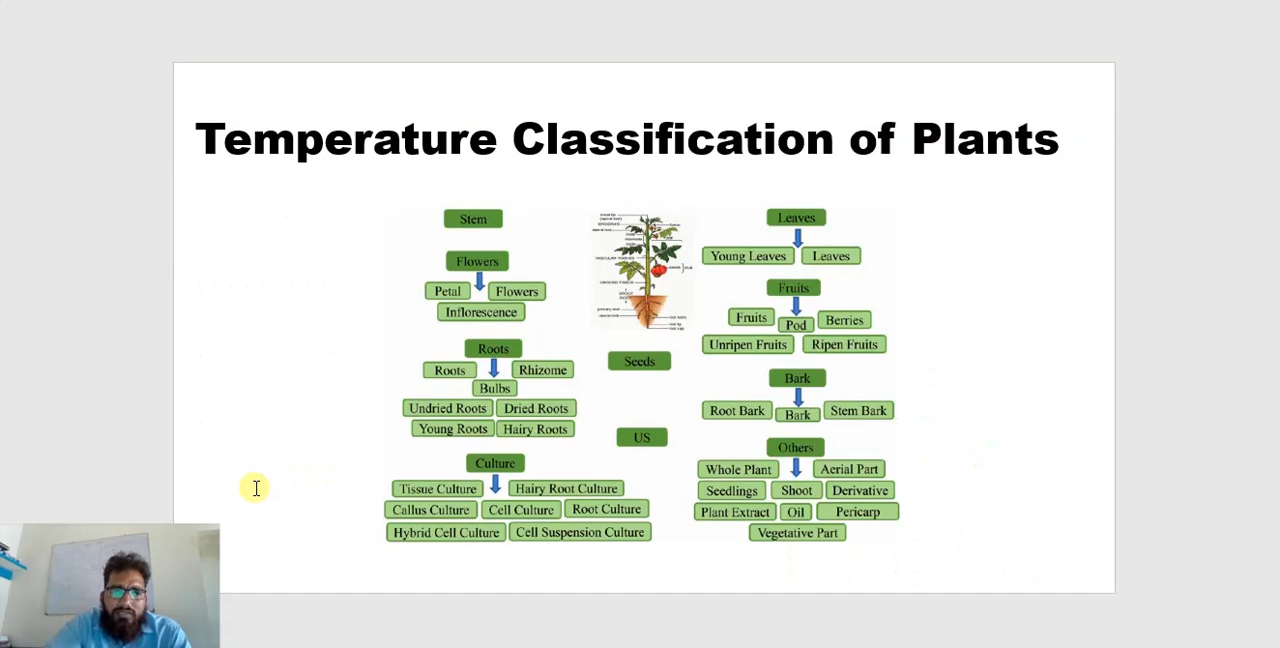 Temperature Classification of Plants
Stem
Flowers
Petal
Flowers
Inflorescence
Roots
Roots
Rhizome
Bulbs
Undried Roots
Dried Roots
Young Roots
Hairy Roots
Culture
Tissue Culture
Hairy Root Culture
Callus Culture
Cell Culture
Root Culture
Hybrid Cell Culture
Cell Suspension Culture
Seeds
US
Leaves
Young Leaves
Leaves
Fruits
Fruits
Pod
Berries
Unripen Fruits
Ripen Fruits
Bark
Root Bark
Bark
Stem Bark
Others
Whole Plant
Aerial Part
Seedlings
Shoot
Derivative
Plant Extract
Oil
Pericarp
Vegetative Part